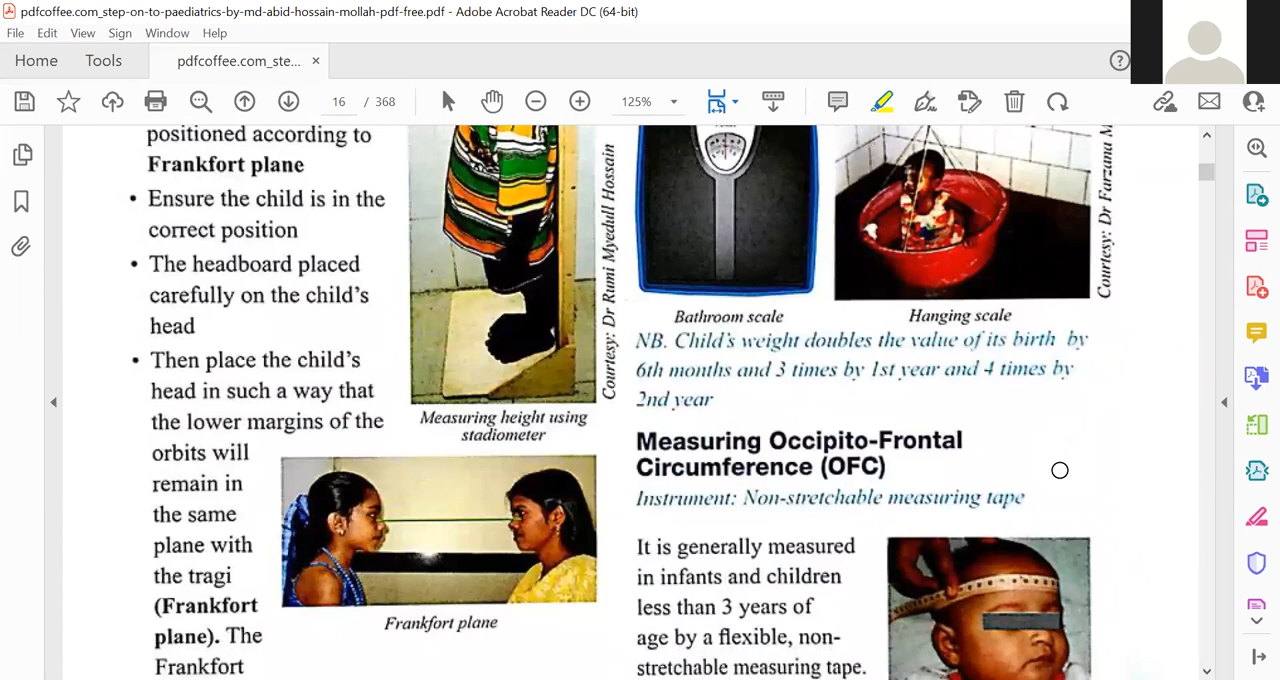 pdfcoffee.com_step-on-to-paediatrics-by-md-abid-hossain-mollah-pdf-free.pdf - Adobe Acrobat Reader DC (64-bit)
File Edit View Sign Window Help
Home Tools pdfcoffee.com_ste... ×
16 / 368 125%
positioned according to
Frankfort plane
• Ensure the child is in the
correct position
• The headboard placed
carefully on the child's
head
• Then place the child's
head in such a way that
the lower margins of the
orbits will
remain in
the same
plane with
the tragi
(Frankfort
plane). The
Frankfort
Courtesy: Dr Rumi Myedull Hossain
Measuring height using
stadiometer
Frankfort plane
Courtesy: Dr Farzana M
Bathroom scale
Hanging scale
NB. Child's weight doubles the value of its birth by
6th months and 3 times by 1st year and 4 times by
2nd year
Measuring Occipito-Frontal
Circumference (OFC)
Instrument: Non-stretchable measuring tape
It is generally measured
in infants and children
less than 3 years of
age by a flexible, non-
stretchable measuring tape.